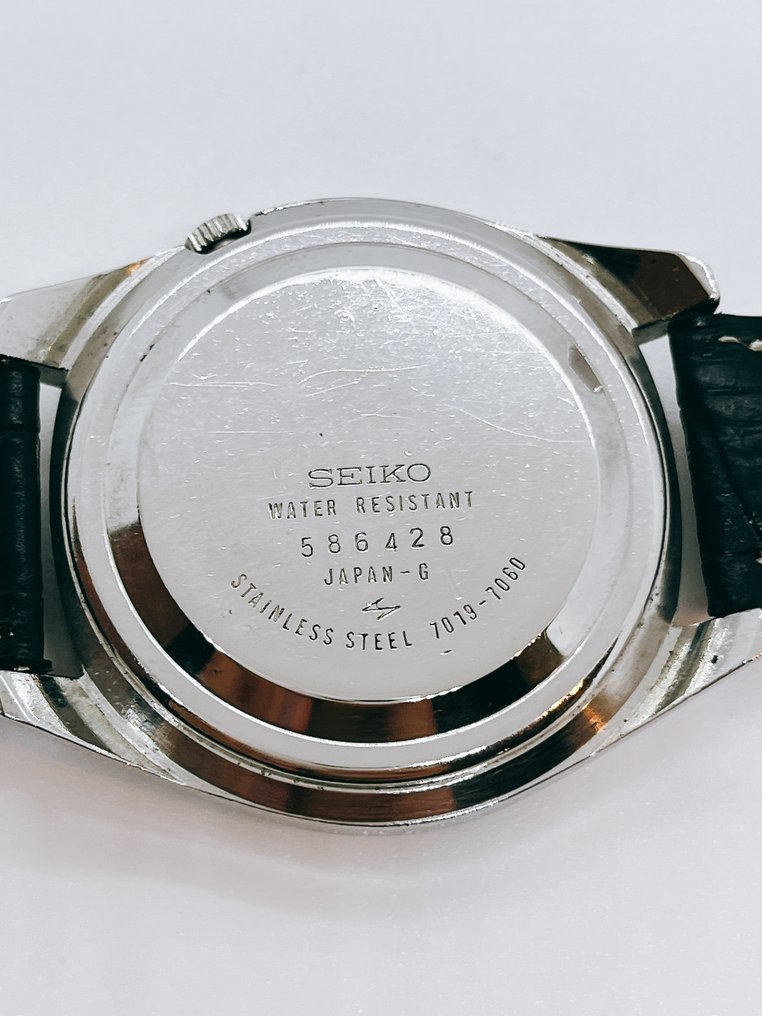 SEIKO
WATER RESISTANT
586428
JAPAN-G
STAINLESS STEEL 7019-7060